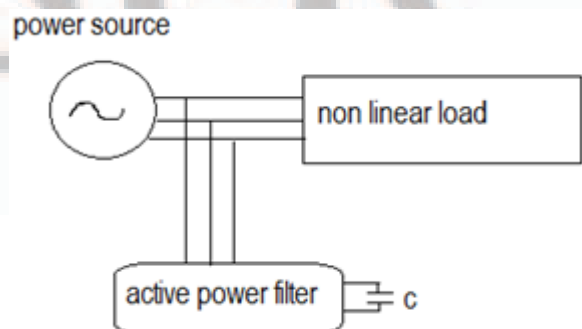 power source
non linear load
active power filter
c